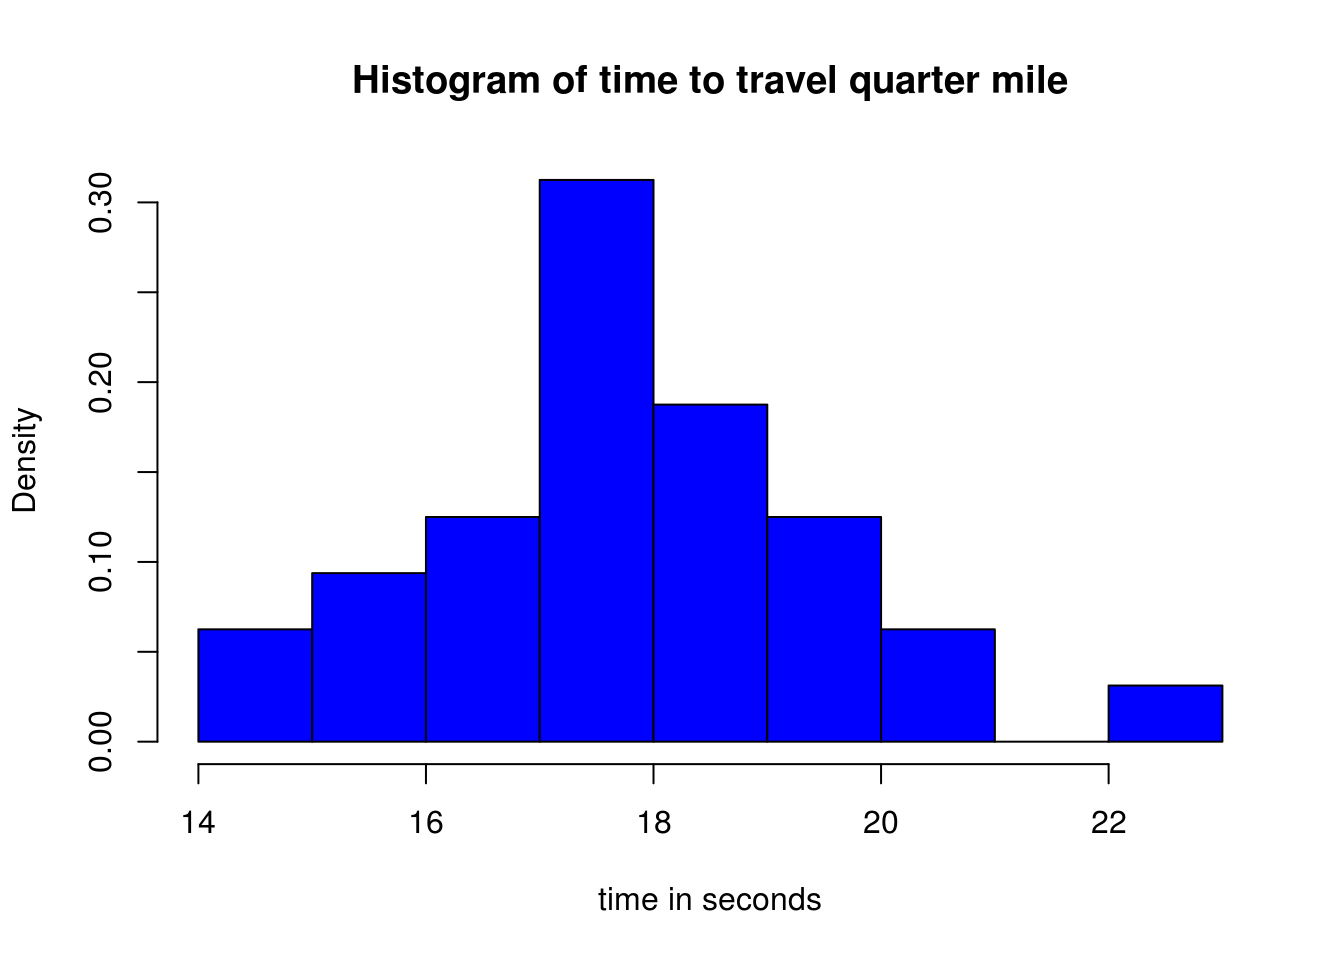 Histogram of time to travel quarter mile
Density
0.30
0.20
0.10
0.00
14 16 18 20 22
time in seconds